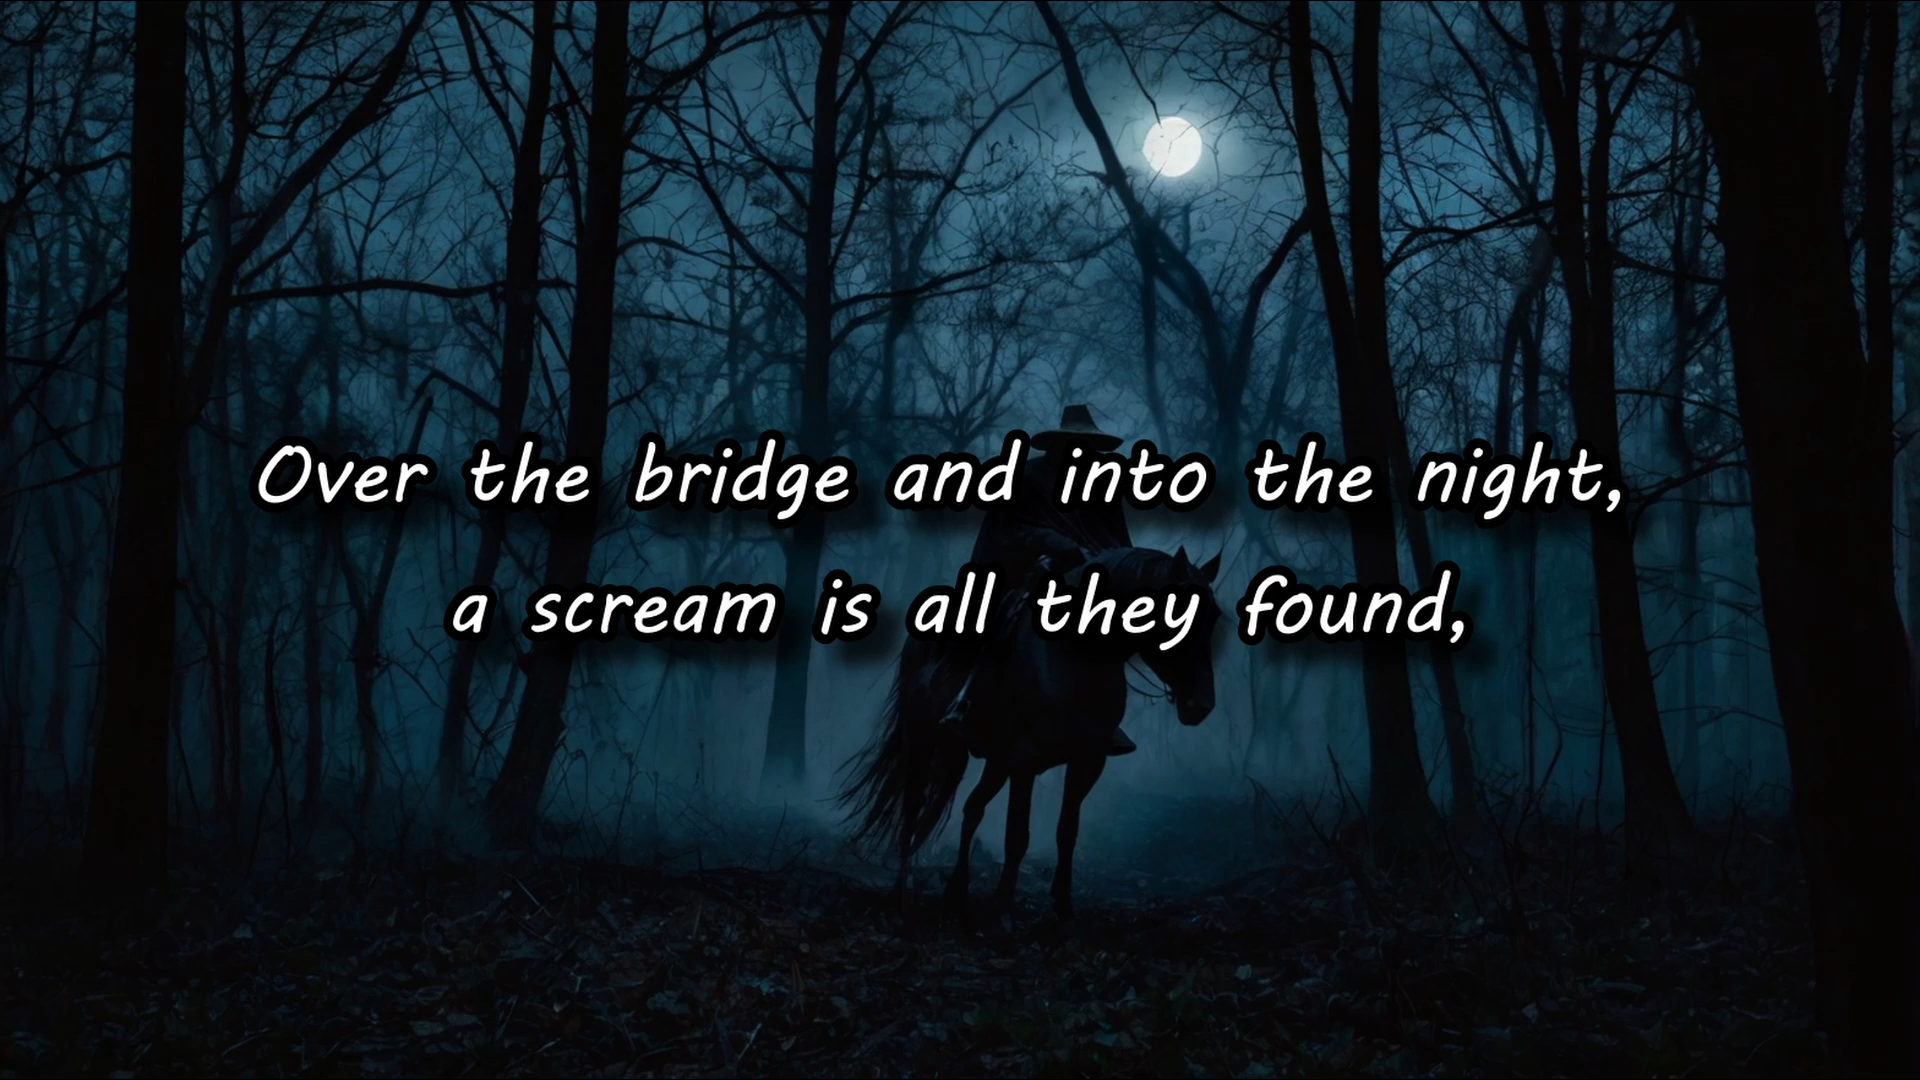 Over the bridge and into the night,
a scream is all they found,